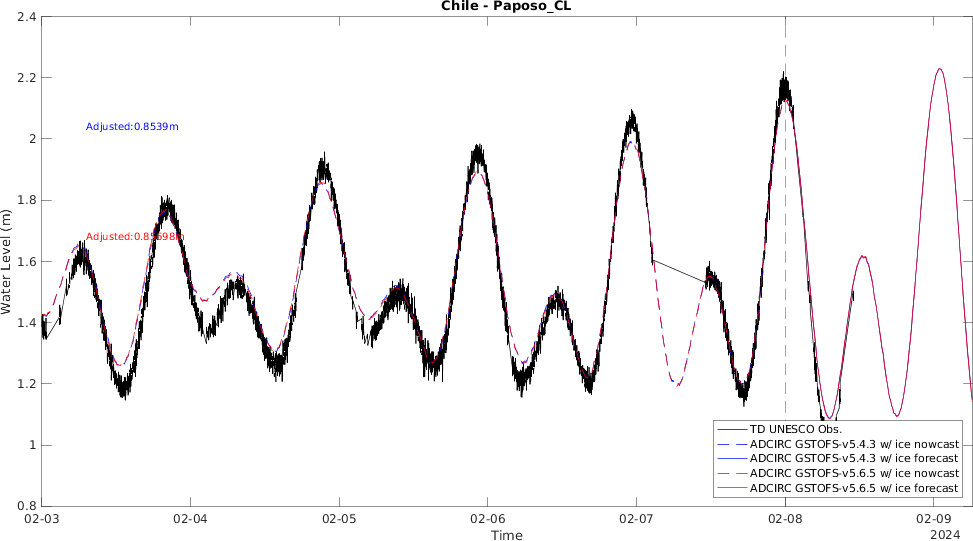 Chile - Paposo_CL
2.4
2.2
2
1.8
1.6
1.4
1.2
1
0.8
Water Level (m)
Adjusted:0.8539m
Adjusted:0.85698m
TD UNESCO Obs.
ADCIRC GSTOFS-v5.4.3 w/ ice nowcast
ADCIRC GSTOFS-v5.4.3 w/ ice forecast
ADCIRC GSTOFS-v5.6.5 w/ ice nowcast
ADCIRC GSTOFS-v5.6.5 w/ ice forecast
02-03 02-04 02-05 02-06 02-07 02-08 02-09
Time
2024